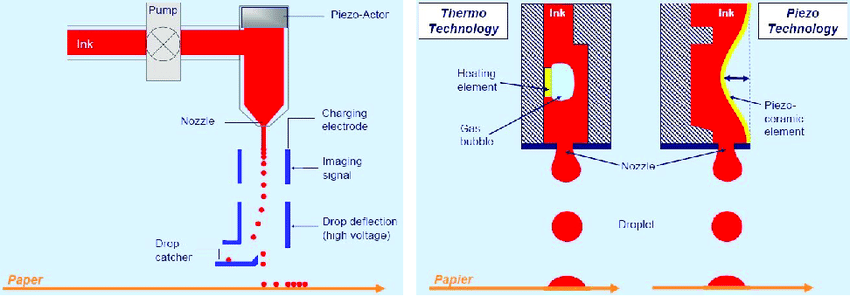 Pump
Piezo-Actor
Ink
Nozzle
Charging
electrode
Imaging
signal
Drop deflection
(high voltage)
Drop
catcher
Paper
Thermo
Technology
Ink
Heating
element
Gas
bubble
Ink
Piezo
Technology
Piezo-
ceramic
element
Nozzle
Droplet
Papier
Papier